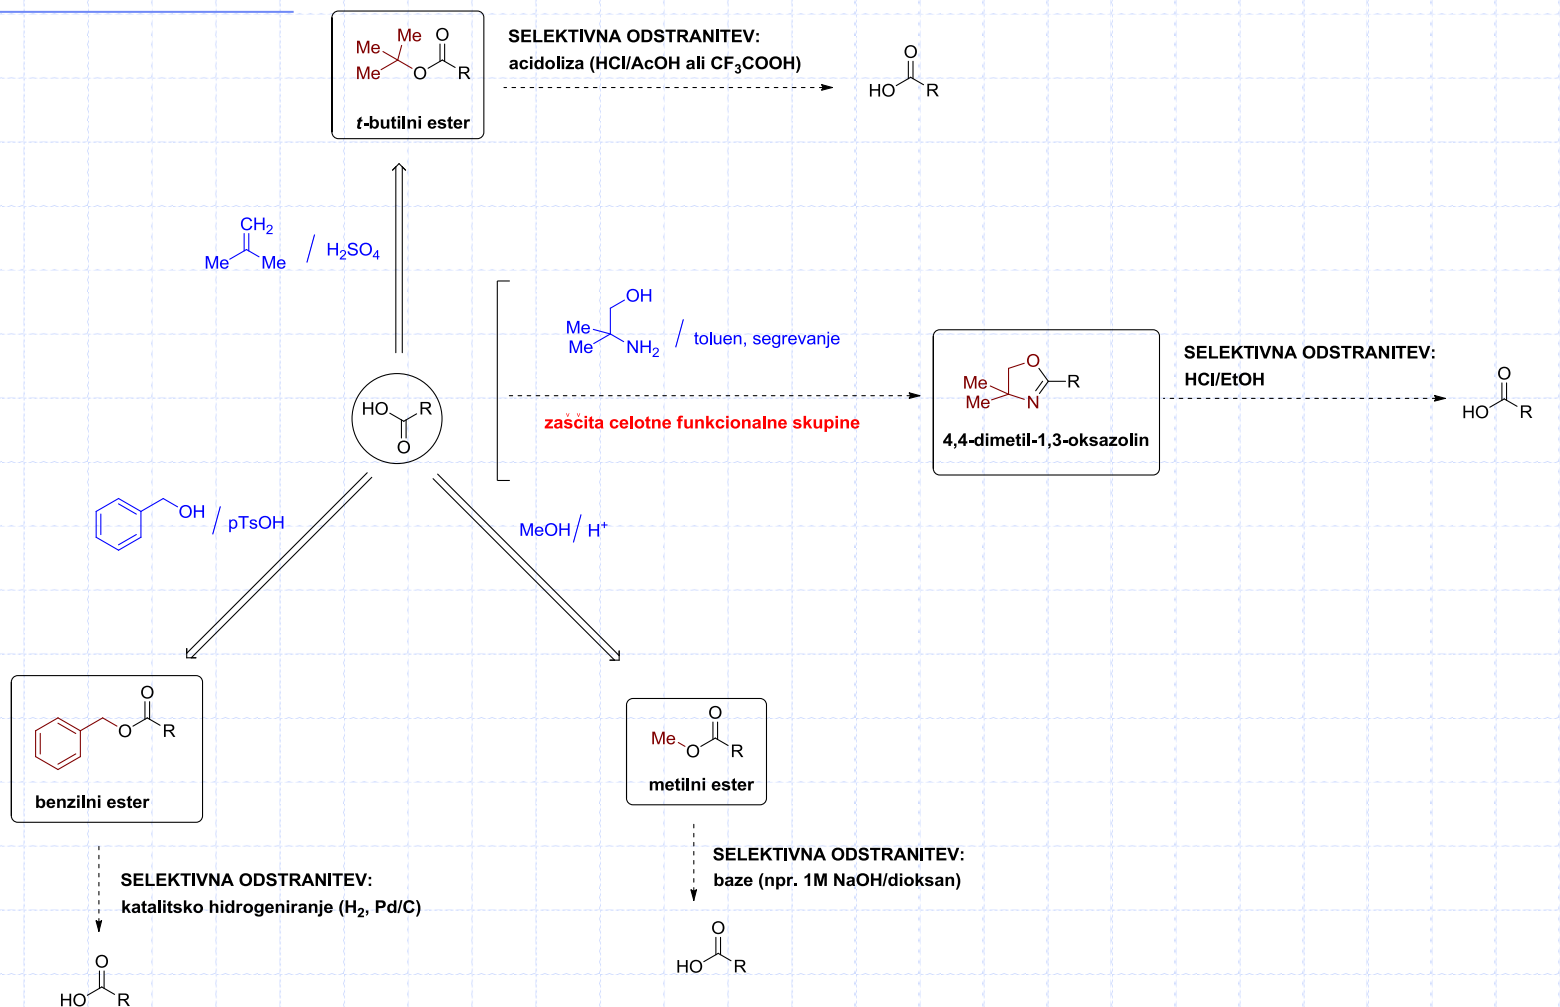 Me
Me
Me
O
O
R
t-butilni ester
SELEKTIVNA ODSTRANITEV:
acidoliza (HCl/AcOH ali CF₃COOH)
O
HO
R
CH₂
Me
Me
/ H₂SO₄
OH
Me
Me
NH₂
/ toluen, segrevanje
zaščita celotne funkcionalne skupine
O
R
Me
Me
N
4,4-dimetil-1,3-oksazolin
SELEKTIVNA ODSTRANITEV:
HCl/EtOH
O
HO
R
HO
R
O
OH / pTsOH
MeOH / H⁺
O
O
R
benzilni ester
O
Me
O
R
metilni ester
SELEKTIVNA ODSTRANITEV:
baze (npr. 1M NaOH/dioksan)
SELEKTIVNA ODSTRANITEV:
katalitsko hidrogeniranje (H₂, Pd/C)
O
HO
R
O
HO
R